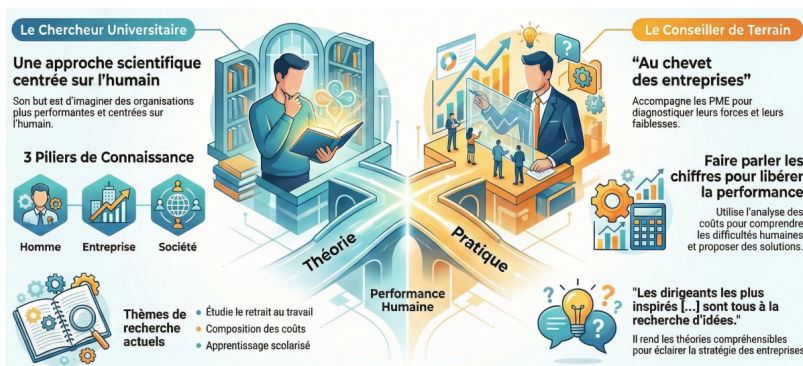 Le Chercheur Universitaire
Une approche scientifique
centrée sur l'humain
Son but est d'imaginer des organisations
plus performantes et centrées sur
l'humain.
3 Piliers de Connaissance
Homme
Entreprise
Société
Thèmes de
recherche
actuels
• Étudie le retrait au travail
• Composition des coûts
• Apprentissage scolarisé
Théorie
Pratique
Performance
Humaine
Le Conseiller de Terrain
“Au chevet
des entreprises”
Accompagne les PME pour
diagnostiquer leurs forces et leurs
faiblesses.
Faire parler les
chiffres pour libérer
la performance
Utilise l'analyse des
coûts pour comprendre
les difficultés humaines
et proposer des solutions.
"Les dirigeants les plus
inspirés [...] sont tous à la
recherche d'idées."
Il rend les théories compréhensibles
pour éclairer la stratégie des entreprises